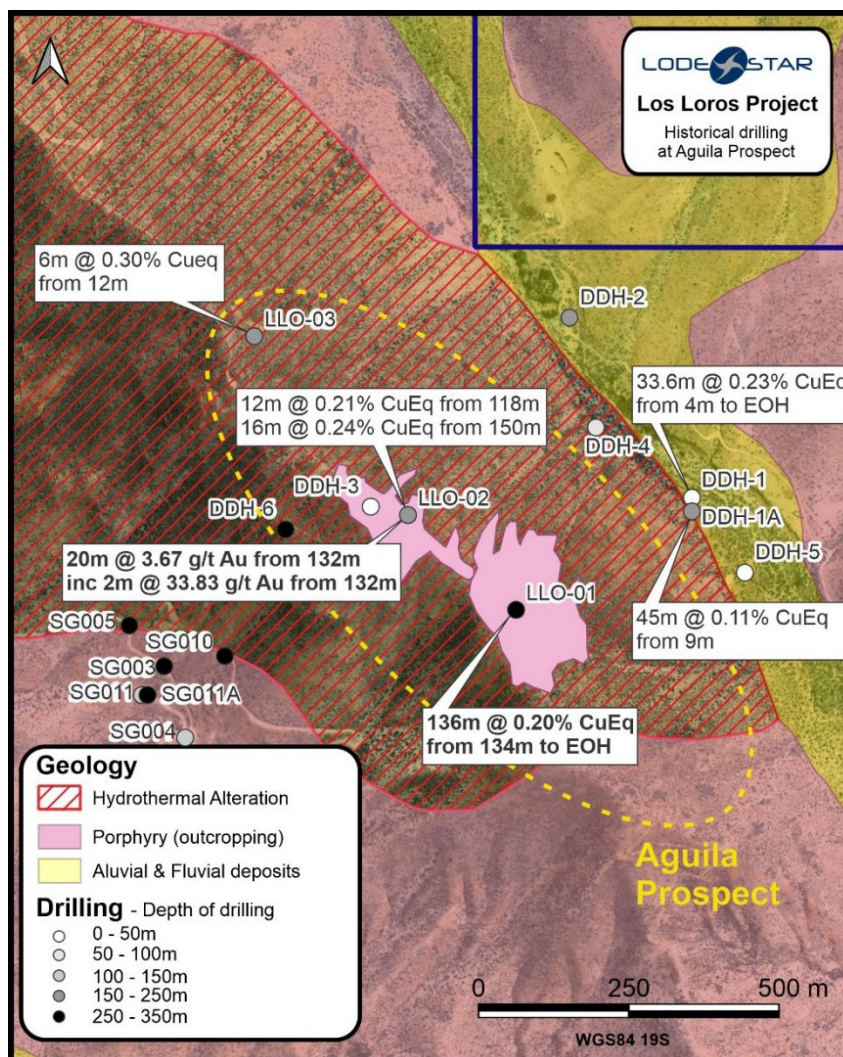 LODE STAR
Los Loros Project
Historical drilling
at Aguila Prospect
6m @ 0.30% Cueq
from 12m
LLO-03
DDH-2
33.6m @ 0.23% CuEq
from 4m to EOH
12m @ 0.21% CuEq from 118m
16m @ 0.24% CuEq from 150m
DDH-4
DDH-3
LLO-02
DDH-1
DDH-1A
DDH-6
DDH-5
20m @ 3.67 g/t Au from 132m
inc 2m @ 33.83 g/t Au from 132m
LLO-01
45m @ 0.11% CuEq
from 9m
SG005
SG010
SG003
SG011
SG011A
SG004
136m @ 0.20% CuEq
from 134m to EOH
Geology
Hydrothermal Alteration
Porphyry (outcropping)
Aluvial & Fluvial deposits
Drilling - Depth of drilling
0 - 50m
50 - 100m
100 - 150m
150 - 250m
250 - 350m
Aguila
Prospect
0 250 500 m
WGS84 19S